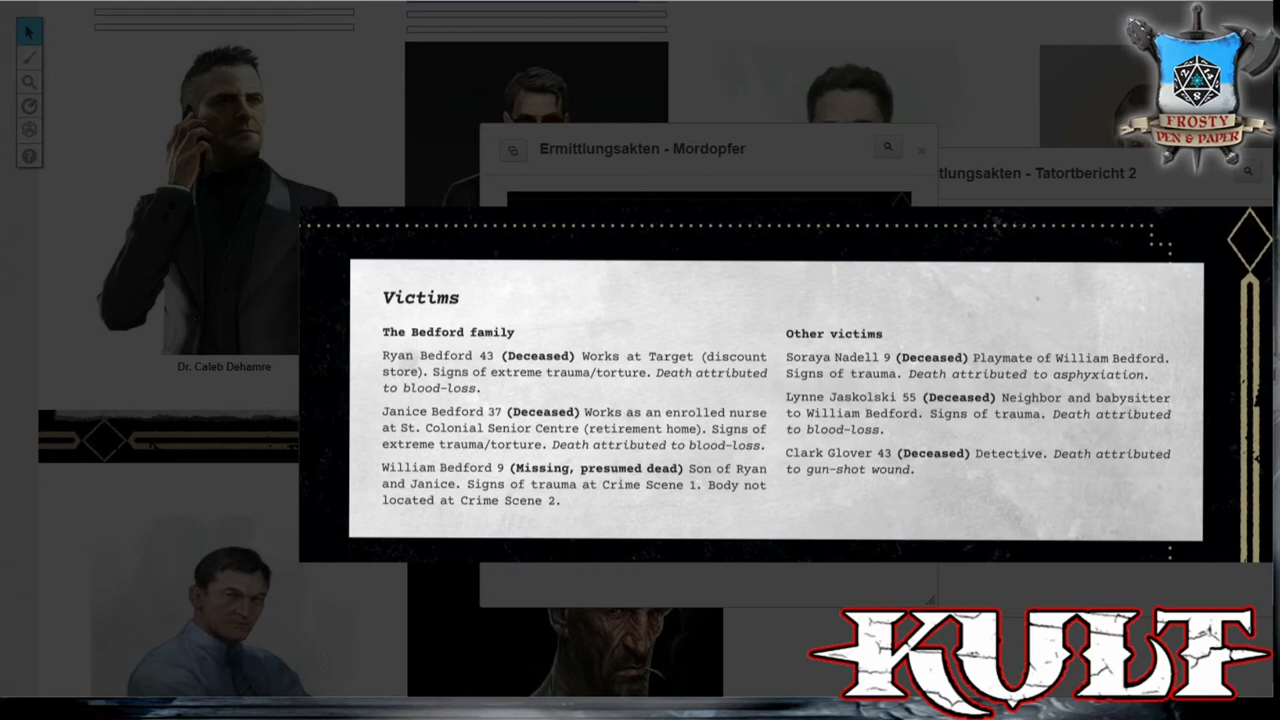 FROSTY
PEN & PAPER
Ermittlungsakten - Mordopfer
tlungsakten - Tatortbericht 2
Victims
The Bedford family
Ryan Bedford 43 (Deceased) Works at Target (discount
store). Signs of extreme trauma/torture. Death attributed
to blood-loss.
Janice Bedford 37 (Deceased) Works as an enrolled nurse
at St. Colonial Senior Centre (retirement home). Signs of
extreme trauma/torture. Death attributed to blood-loss.
William Bedford 9 (Missing, presumed dead) Son of Ryan
and Janice. Signs of trauma at Crime Scene 1. Body not
located at Crime Scene 2.
Other victims
Soraya Nadell 9 (Deceased) Playmate of William Bedford.
Signs of trauma. Death attributed to asphyxiation.
Lynne Jaskolski 55 (Deceased) Neighbor and babysitter
to William Bedford. Signs of trauma. Death attributed
to blood-loss.
Clark Glover 43 (Deceased) Detective. Death attributed
to gun-shot wound.
Dr. Caleb Dehamre
KULT